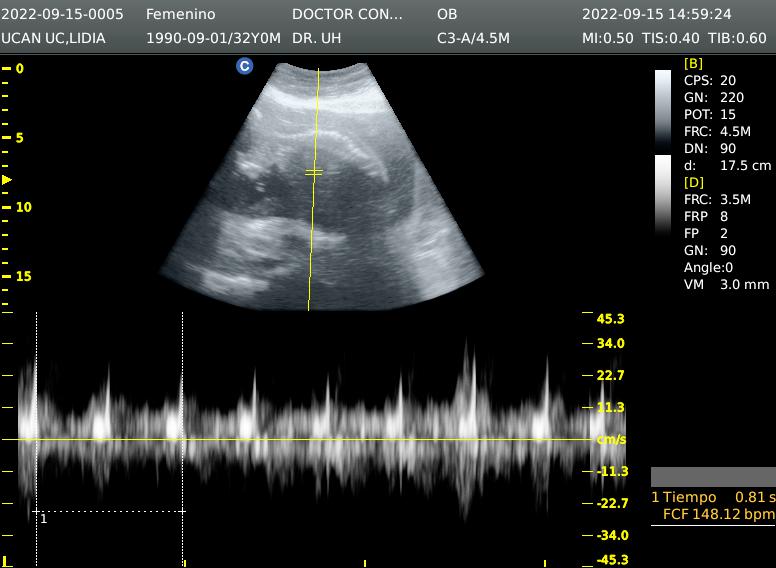 2022-09-15-0005 Femenino DOCTOR CON... OB 2022-09-15 14:59:24
UCAN UC,LIDIA 1990-09-01/32Y0M DR. UH C3-A/4.5M MI:0.50 TIS:0.40 TIB:0.60
C
0
5
10
15
[B]
CPS: 20
GN: 220
POT: 15
FRC: 4.5M
DN: 90
d: 17.5 cm
[D]
FRC: 3.5M
FRP 8
FP 2
GN: 90
Angle:0
VM 3.0 mm
45.3
34.0
22.7
11.3
cm/s
-11.3
-22.7
-34.0
-45.3
1
1 Tiempo 0.81 s
FCF 148.12 bpm